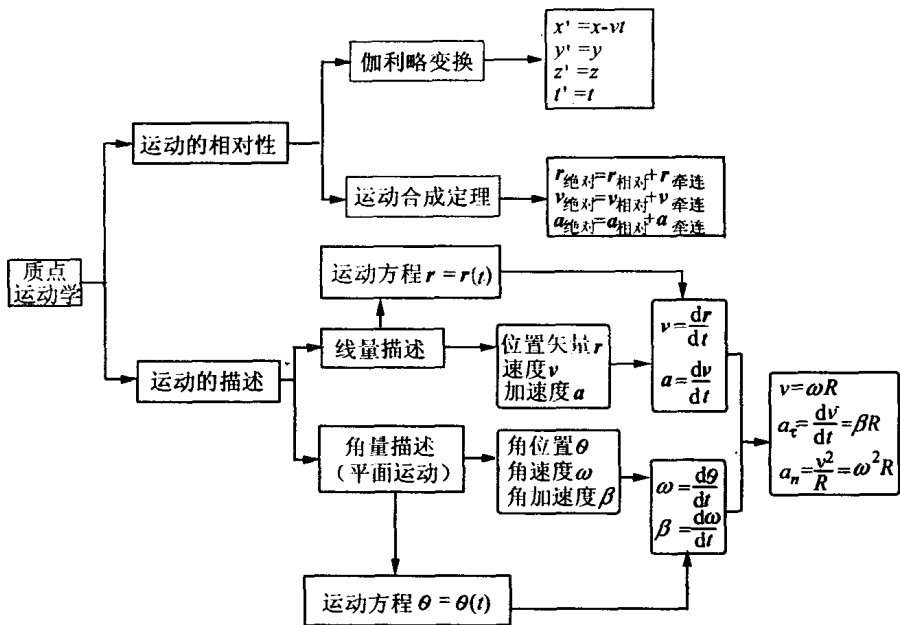 伽利略变换
x' =x-vt
y' =y
z' =z
t' =t
运动的相对性
运动合成定理
r绝对=r相对+r牵连
v绝对=v相对+v牵连
a绝对=a相对+a牵连
质点
运动学
运动方程 r = r(t)
线量描述
位置矢量r
速度v
加速度a
v=dr/dt
a=dv/dt
运动的描述
角量描述
（平面运动）
角位置θ
角速度ω
角加速度β
ω=dθ/dt
β=dω/dt
v=ωR
aτ=dv/dt=βR
an=v²/R=ω²R
运动方程 θ = θ(t)